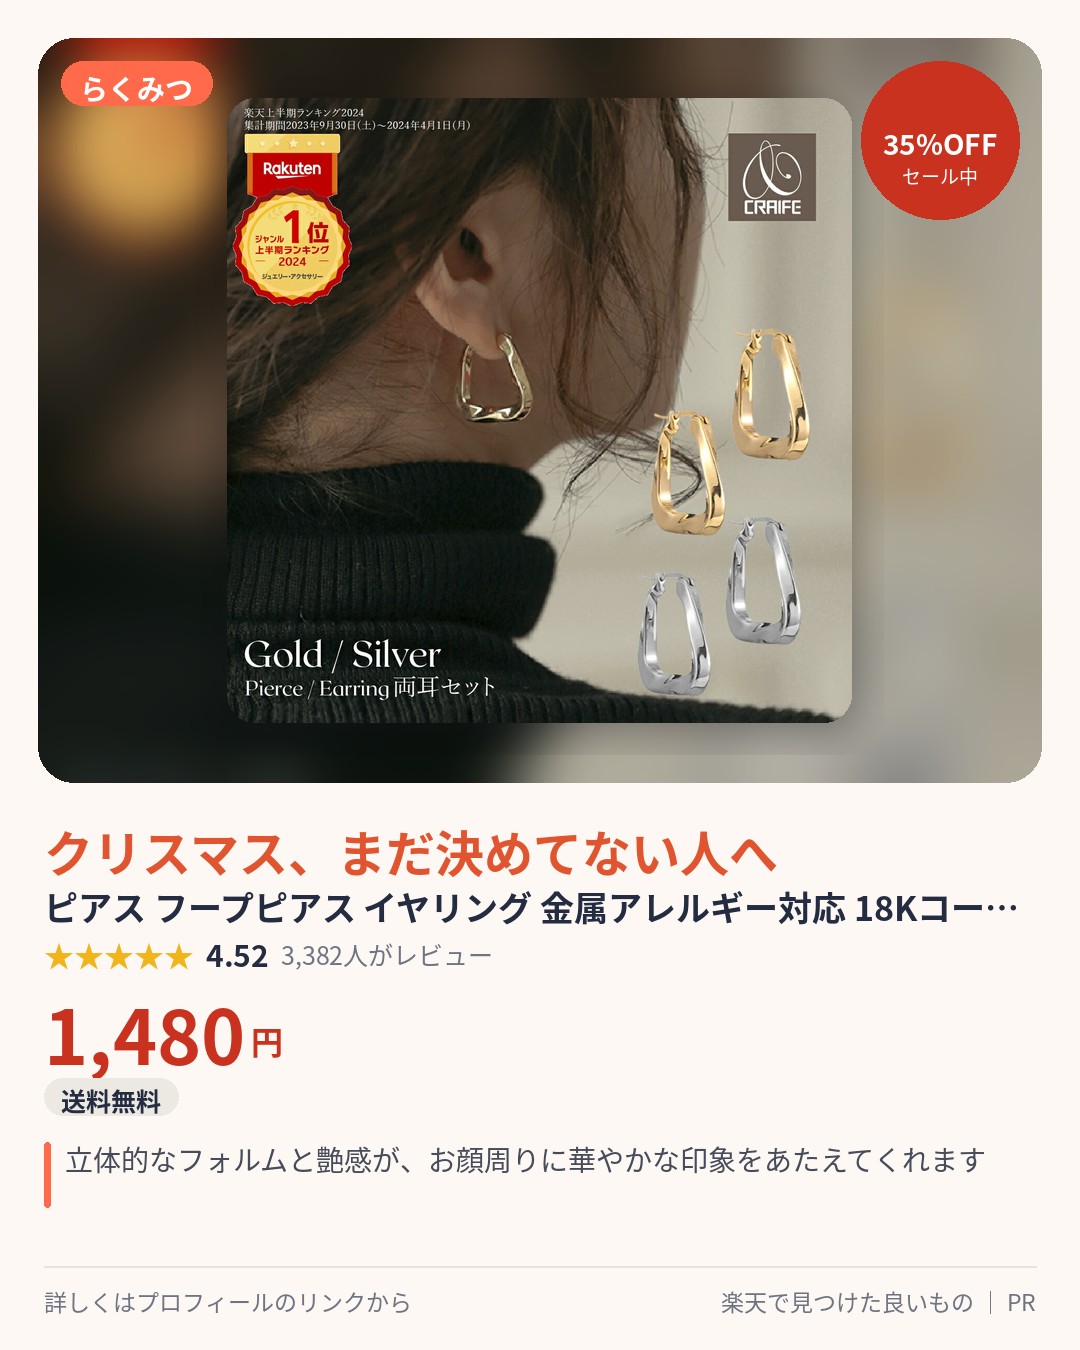 らくみつ
35%OFF
セール中
楽天上半期ランキング2024
集計期間2023年9月30日(土)〜2024年4月1日(月)
Rakuten
ジャンル1位
上半期ランキング
2024
ジュエリー・アクセサリー
CRAIFE
Gold / Silver
Pierce / Earring 両耳セット
クリスマス、まだ決めてない人へ
ピアス フープピアス イヤリング 金属アレルギー対応 18Kコー…
★★★★★ 4.52 3,382人がレビュー
1,480円
送料無料
立体的なフォルムと艶感が、お顔周りに華やかな印象をあたえてくれます
詳しくはプロフィールのリンクから
楽天で見つけた良いもの｜PR